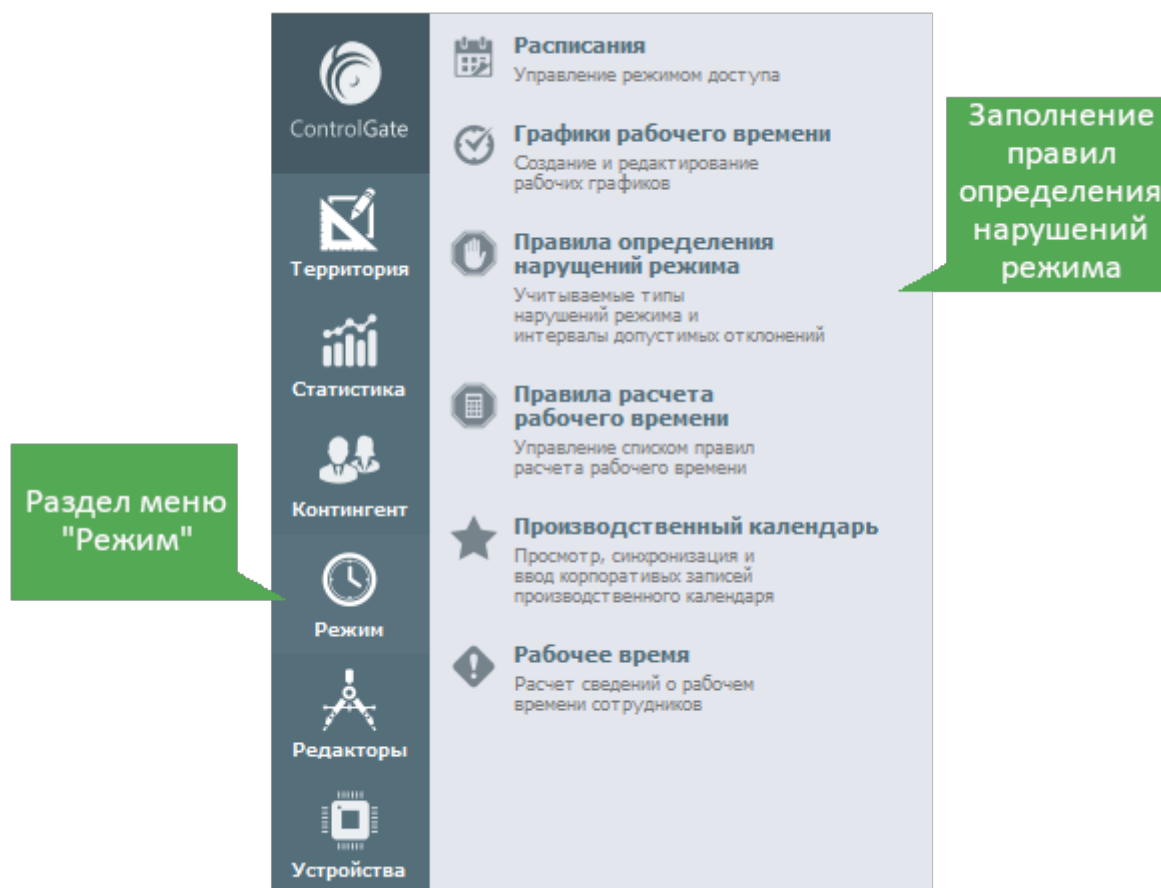 ControlGate
Территория
Статистика
Контингент
Режим
Редакторы
Устройства
Расписания
Управление режимом доступа
Графики рабочего времени
Создание и редактирование
рабочих графиков
Правила определения
нарущений режима
Учитываемые типы
нарушений режима и
интервалы допустимых отклонений
Правила расчета
рабочего времени
Управление списком правил
расчета рабочего времени
Производственный календарь
Просмотр, синхронизация и
ввод корпоративных записей
производственного календаря
Рабочее время
Расчет сведений о рабочем
времени сотрудников
Заполнение
правил
определения
нарушений
режима
Раздел меню
"Режим"